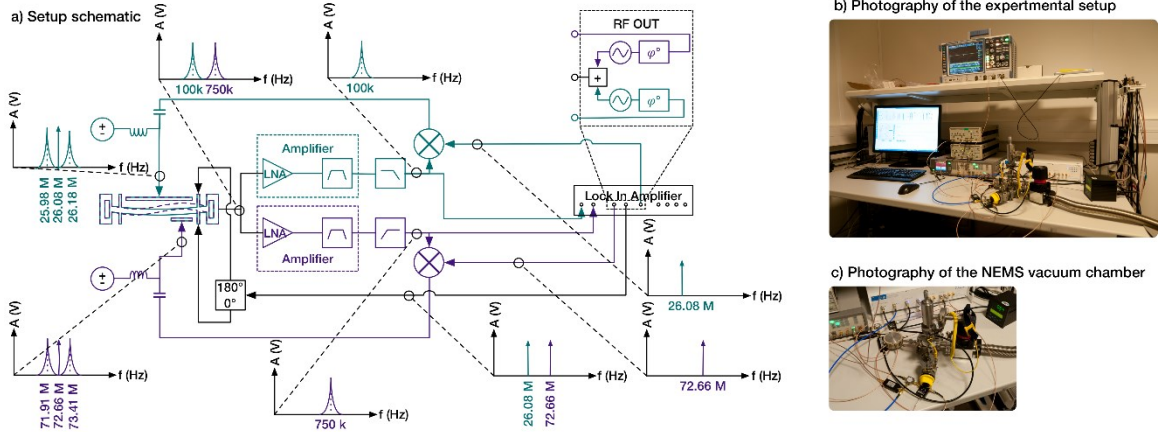 a) Setup schematic
A (V)
100k
750k
f (Hz)
A (V)
100k
f (Hz)
RF OUT
φ°
+
φ°
A (V)
25.98 M
26.08 M
26.18 M
f (Hz)
Amplifier
LNA
LNA
Amplifier
Lock In Amplifier
180°
0°
A (V)
26.08 M
f (Hz)
A (V)
71.91 M
72.66 M
73.41 M
f (Hz)
A (V)
750 k
f (Hz)
A (V)
26.08 M
72.66 M
f (Hz)
A (V)
72.66 M
f (Hz)
b) Photography of the exprtmental setup
c) Photography of the NEMS vacuum chamber